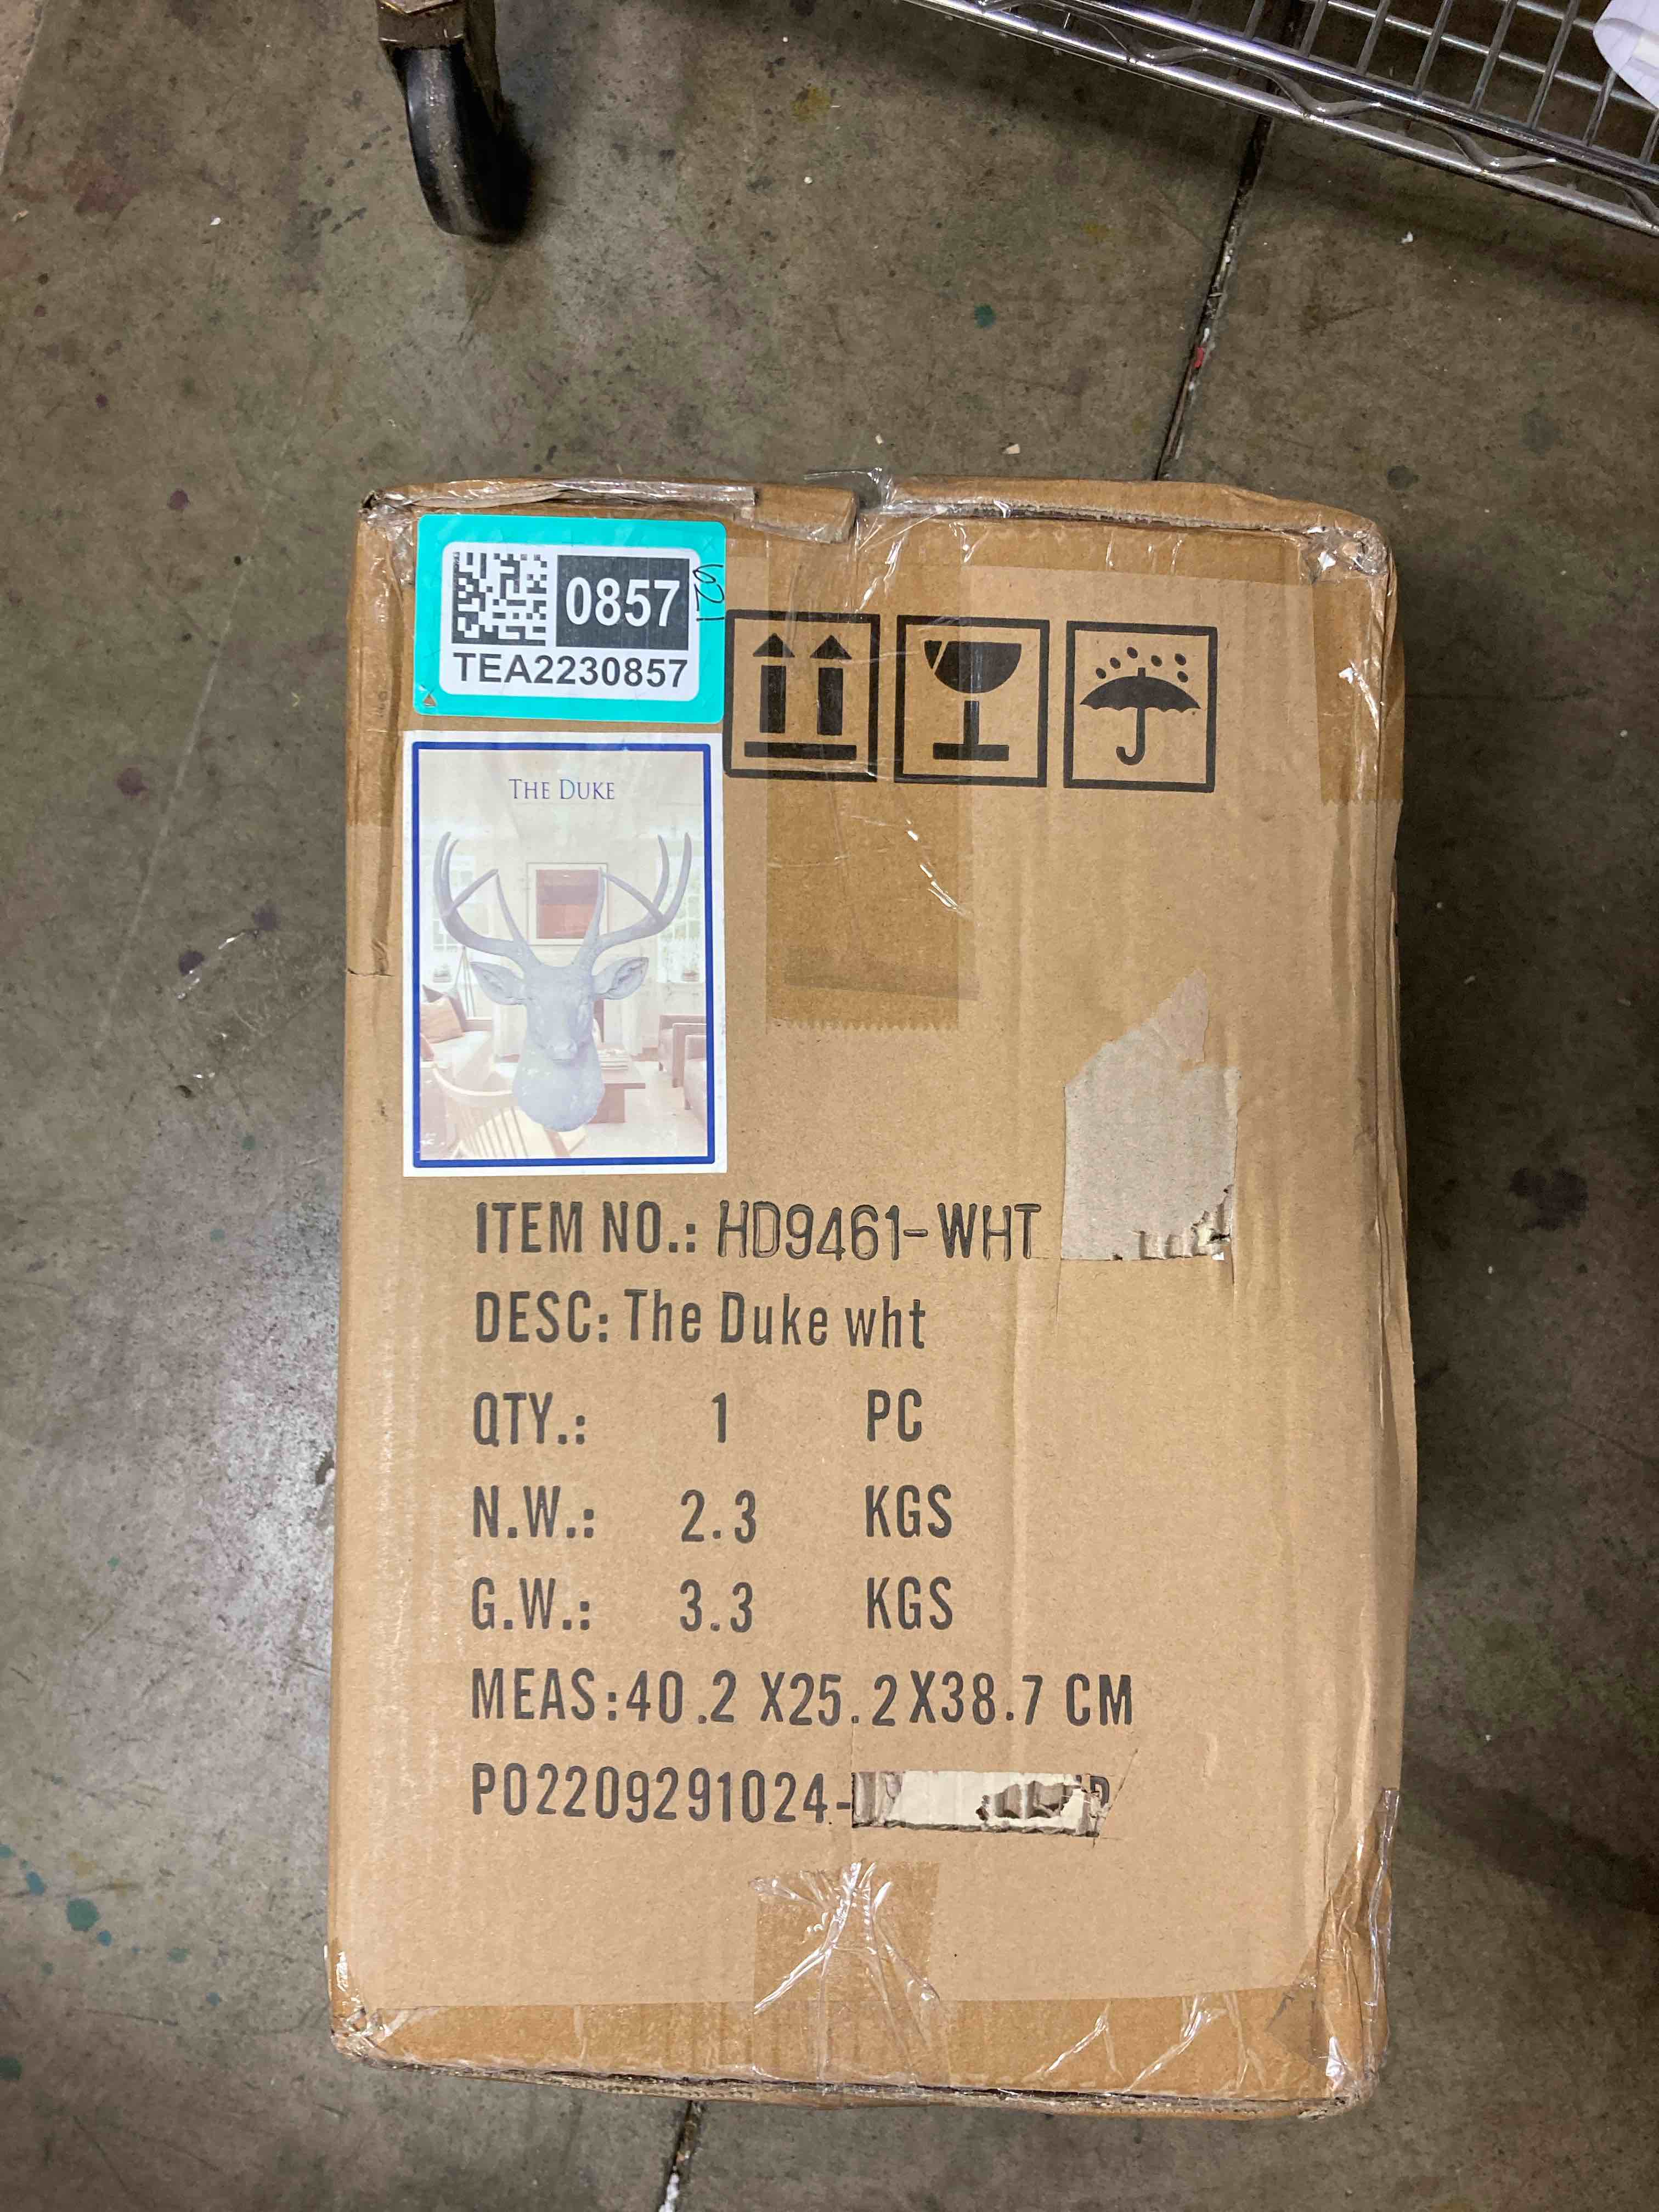 0857
621
TEA2230857
THE DUKE
ITEM NO.: HD9461-WHT
DESC: The Duke wht
QTY.: 1 PC
N.W.: 2.3 KGS
G.W.: 3.3 KGS
MEAS:40.2 X25.2X38.7 CM
PO2209291024-